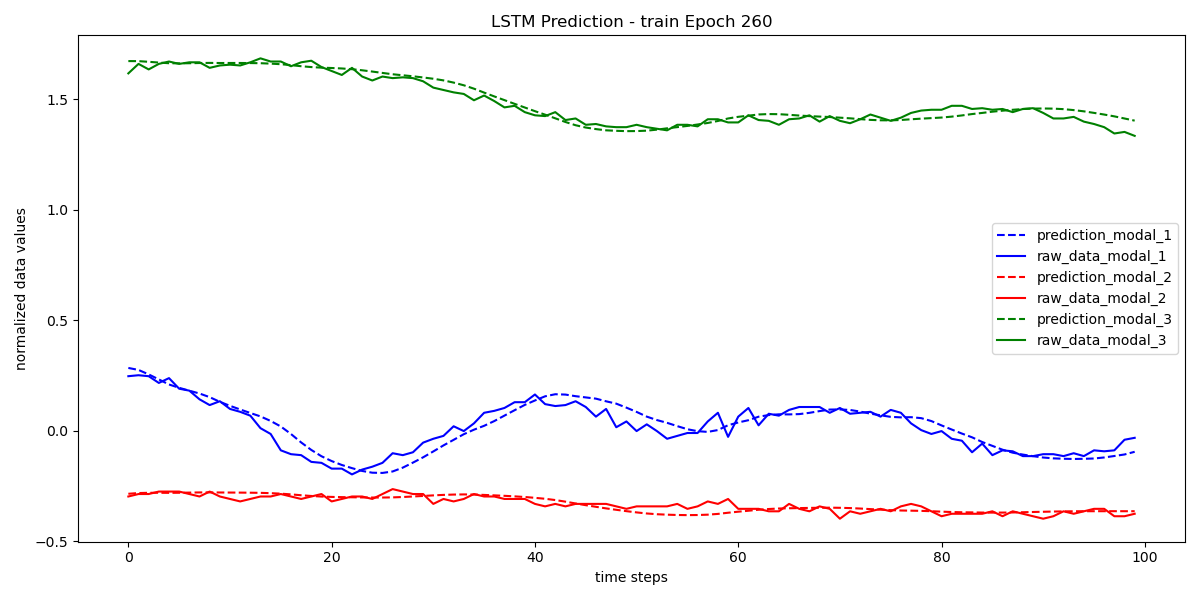 LSTM Prediction - train Epoch 260
normalized data values
1.5
1.0
0.5
0.0
−0.5
prediction_modal_1
raw_data_modal_1
prediction_modal_2
raw_data_modal_2
prediction_modal_3
raw_data_modal_3
0 20 40 60 80 100
time steps